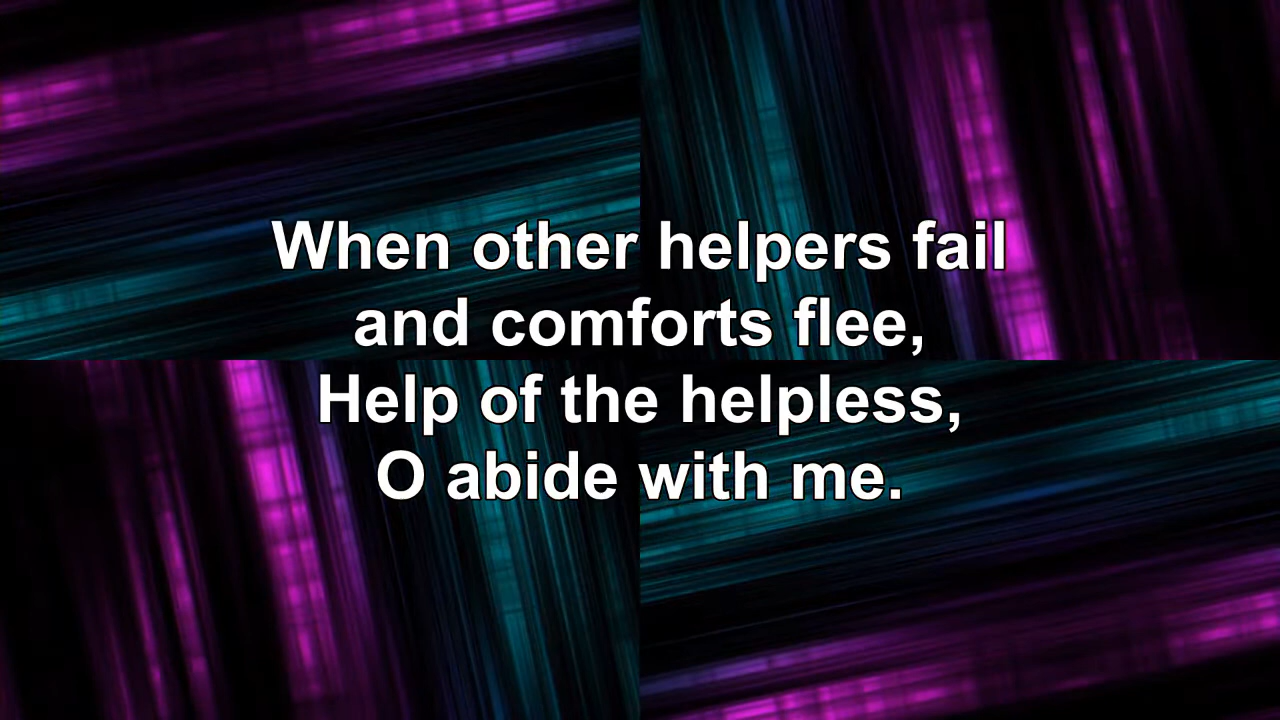 When other helpers fail
and comforts flee,
Help of the helpless,
O abide with me.